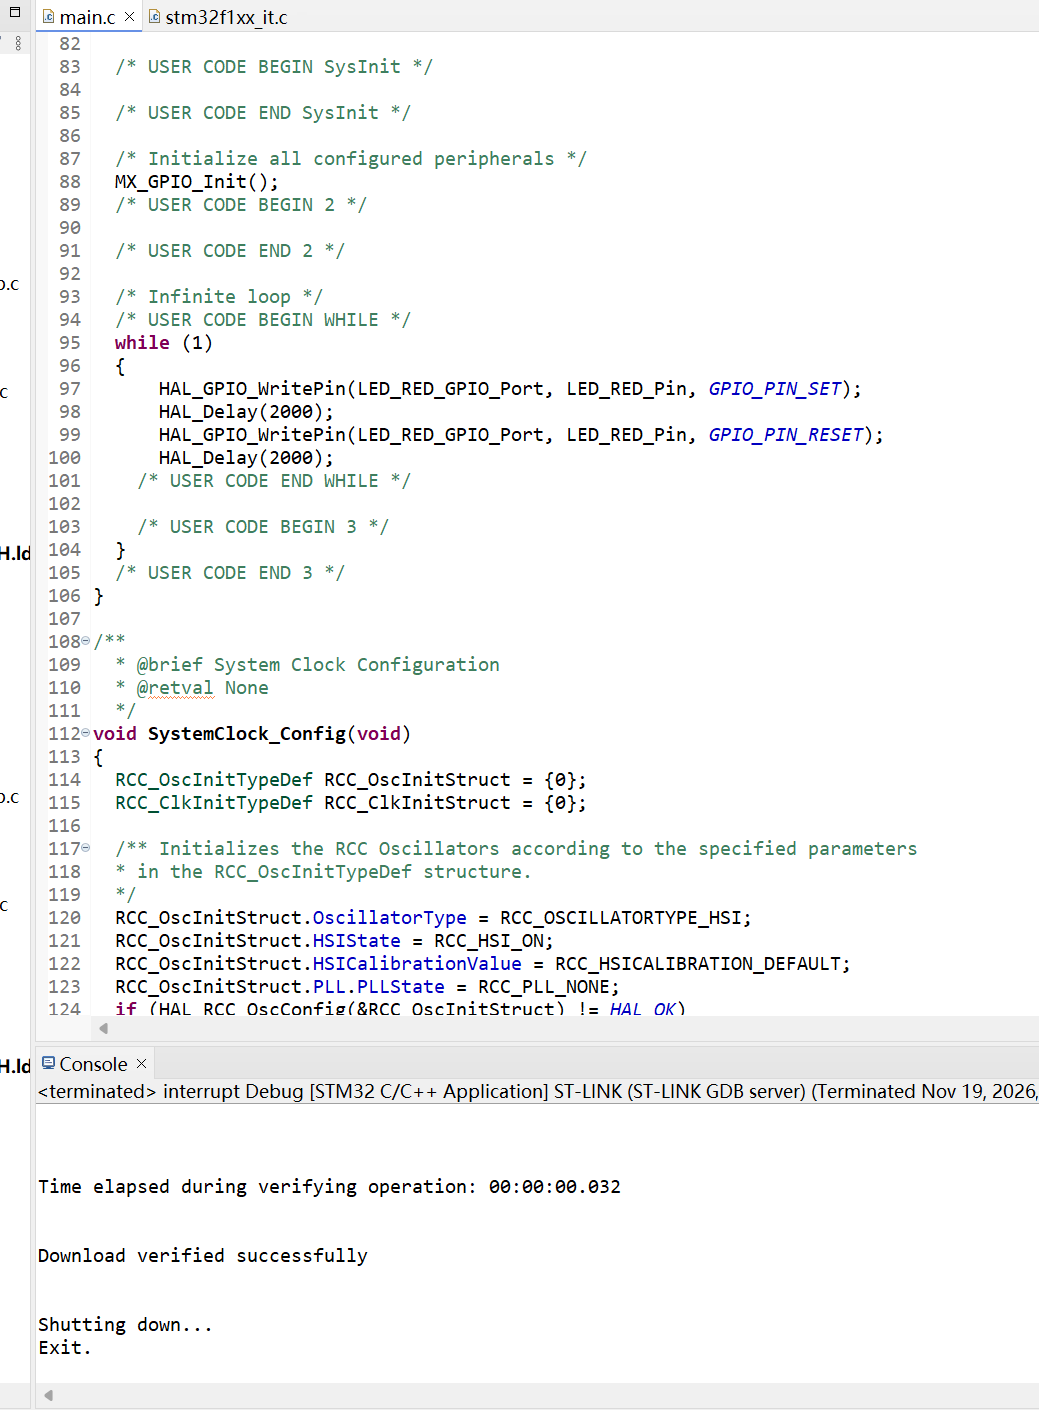 main.c
stm32f1xx_it.c
82
83 /* USER CODE BEGIN SysInit */
84
85 /* USER CODE END SysInit */
86
87 /* Initialize all configured peripherals */
88 MX_GPIO_Init();
89 /* USER CODE BEGIN 2 */
90
91 /* USER CODE END 2 */
92
93 /* Infinite loop */
94 /* USER CODE BEGIN WHILE */
95 while (1)
96 {
97 HAL_GPIO_WritePin(LED_RED_GPIO_Port, LED_RED_Pin, GPIO_PIN_SET);
98 HAL_Delay(2000);
99 HAL_GPIO_WritePin(LED_RED_GPIO_Port, LED_RED_Pin, GPIO_PIN_RESET);
100 HAL_Delay(2000);
101 /* USER CODE END WHILE */
102
103 /* USER CODE BEGIN 3 */
104 }
105 /* USER CODE END 3 */
106 }
107
108 /**
109 * @brief System Clock Configuration
110 * @retval None
111 */
112 void SystemClock_Config(void)
113 {
114 RCC_OscInitTypeDef RCC_OscInitStruct = {0};
115 RCC_ClkInitTypeDef RCC_ClkInitStruct = {0};
116
117 /** Initializes the RCC Oscillators according to the specified parameters
118 * in the RCC_OscInitTypeDef structure.
119 */
120 RCC_OscInitStruct.OscillatorType = RCC_OSCILLATORTYPE_HSI;
121 RCC_OscInitStruct.HSIState = RCC_HSI_ON;
122 RCC_OscInitStruct.HSICalibrationValue = RCC_HSICALIBRATION_DEFAULT;
123 RCC_OscInitStruct.PLL.PLLState = RCC_PLL_NONE;
124 if (HAL_RCC_OscConfig(&RCC_OscInitStruct) != HAL_OK)
.c
c
H.ld
.c
c
H.ld
Console
<terminated> interrupt Debug [STM32 C/C++ Application] ST-LINK (ST-LINK GDB server) (Terminated Nov 19, 2026,
Time elapsed during verifying operation: 00:00:00.032
Download verified successfully
Shutting down...
Exit.